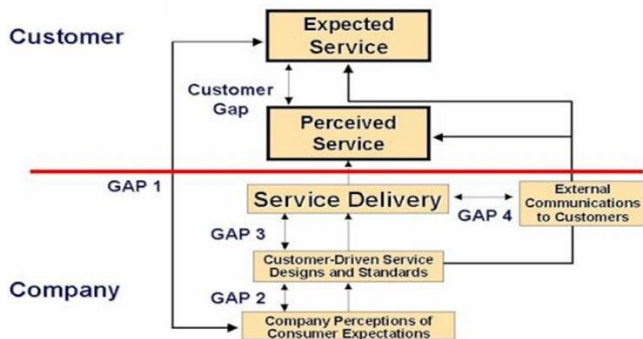 Customer
Expected
Service
Customer
Gap
Perceived
Service
GAP 1
Service Delivery
GAP 4
External
Communications
to Customers
GAP 3
Customer-Driven Service
Designs and Standards
Company
GAP 2
Company Perceptions of
Consumer Expectations